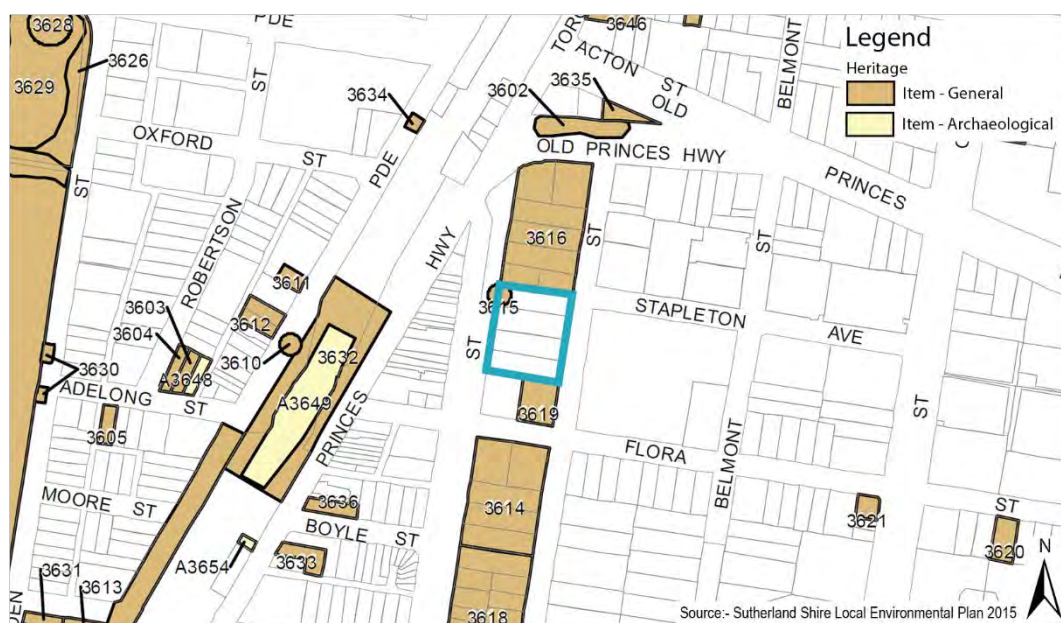 3628
PDE
3626
3629
ST
OXFORD
ST
3634
PDE
TORS
3646
ACTON
ST
OLD
3635
3602
OLD PRINCES HWY
PRINCES
BELMONT
Legend
Heritage
Item - General
Item - Archaeological
ST
ROBERTSON
HWY
3616
ST
ST
3611
3603
3612
3604
3615
STAPLETON
AVE
3610
3632
ST
3630
A3648
ADELONG
ST
A3649
3619
ST
3605
PRINCES
FLORA
BELMONT
MOORE
ST
3636
3614
BOYLE
ST
3621
ST
A3654
3633
3620
N
3631
3613
DEN
3618
Source:- Sutherland Shire Local Environmental Plan 2015